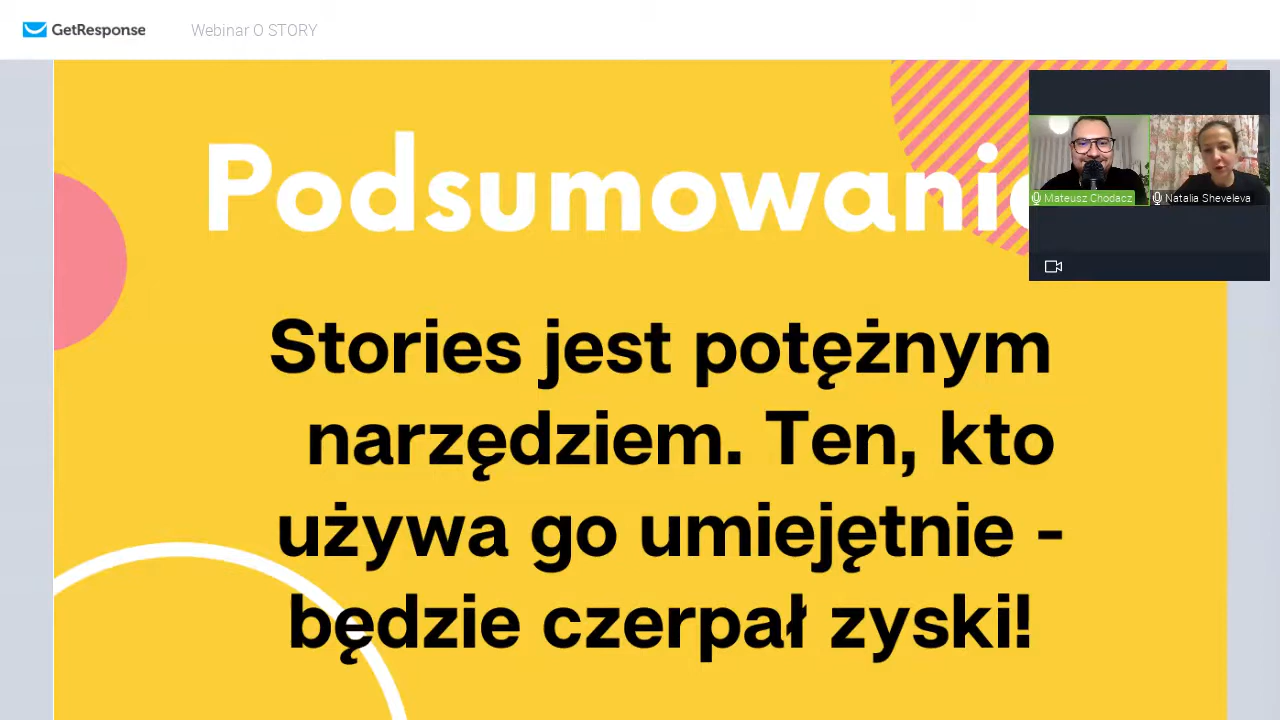 GetResponse
Webinar O STORY
Podsumowanie
Mateusz Chodacz
Natalia Sheveleva
Stories jest potężnym
narzędziem. Ten, kto
używa go umiejętnie -
będzie czerpał zyski!